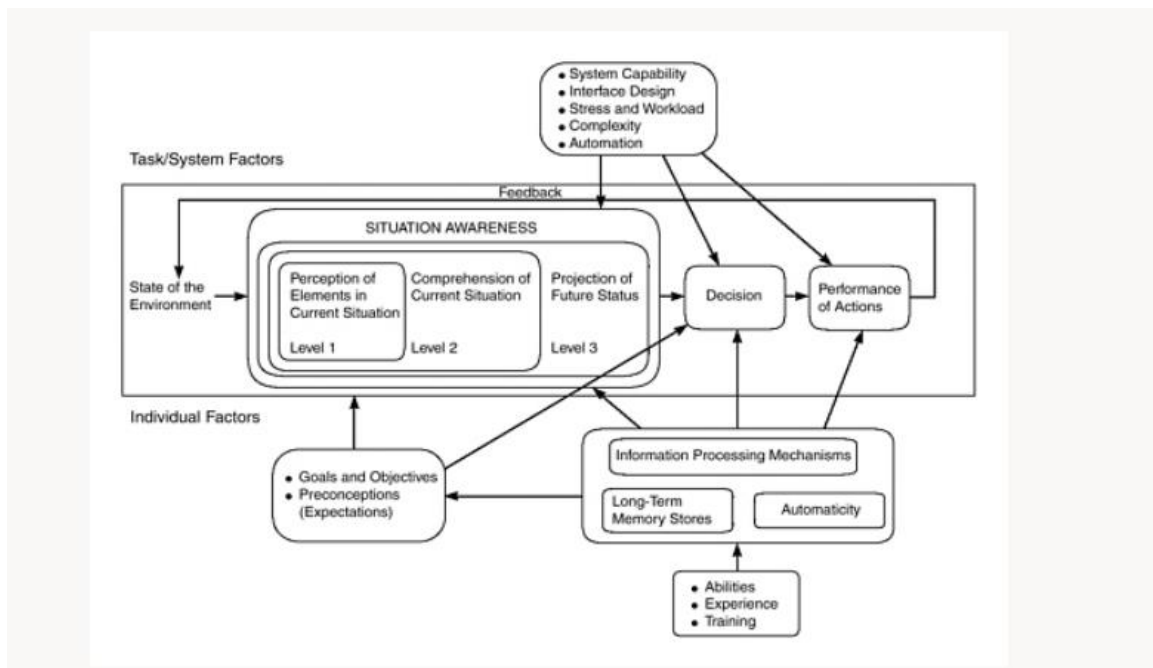 • System Capability
• Interface Design
• Stress and Workload
• Complexity
• Automation
Task/System Factors
Feedback
SITUATION AWARENESS
State of the
Environment
Perception of
Elements in
Current Situation
Level 1
Comprehension of
Current Situation
Level 2
Projection of
Future Status
Level 3
Decision
Performance
of Actions
Individual Factors
• Goals and Objectives
• Preconceptions
(Expectations)
Information Processing Mechanisms
Long-Term
Memory Stores
Automaticity
• Abilities
• Experience
• Training